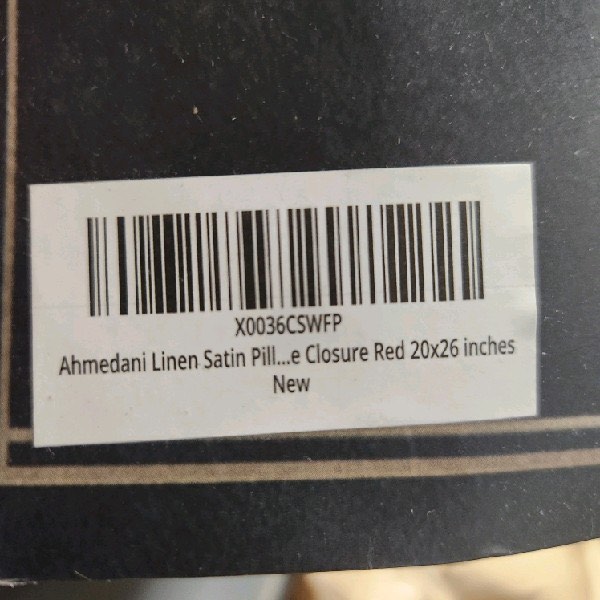 X0036CSWFP
Ahmedani Linen Satin Pill...e Closure Red 20x26 inches
New